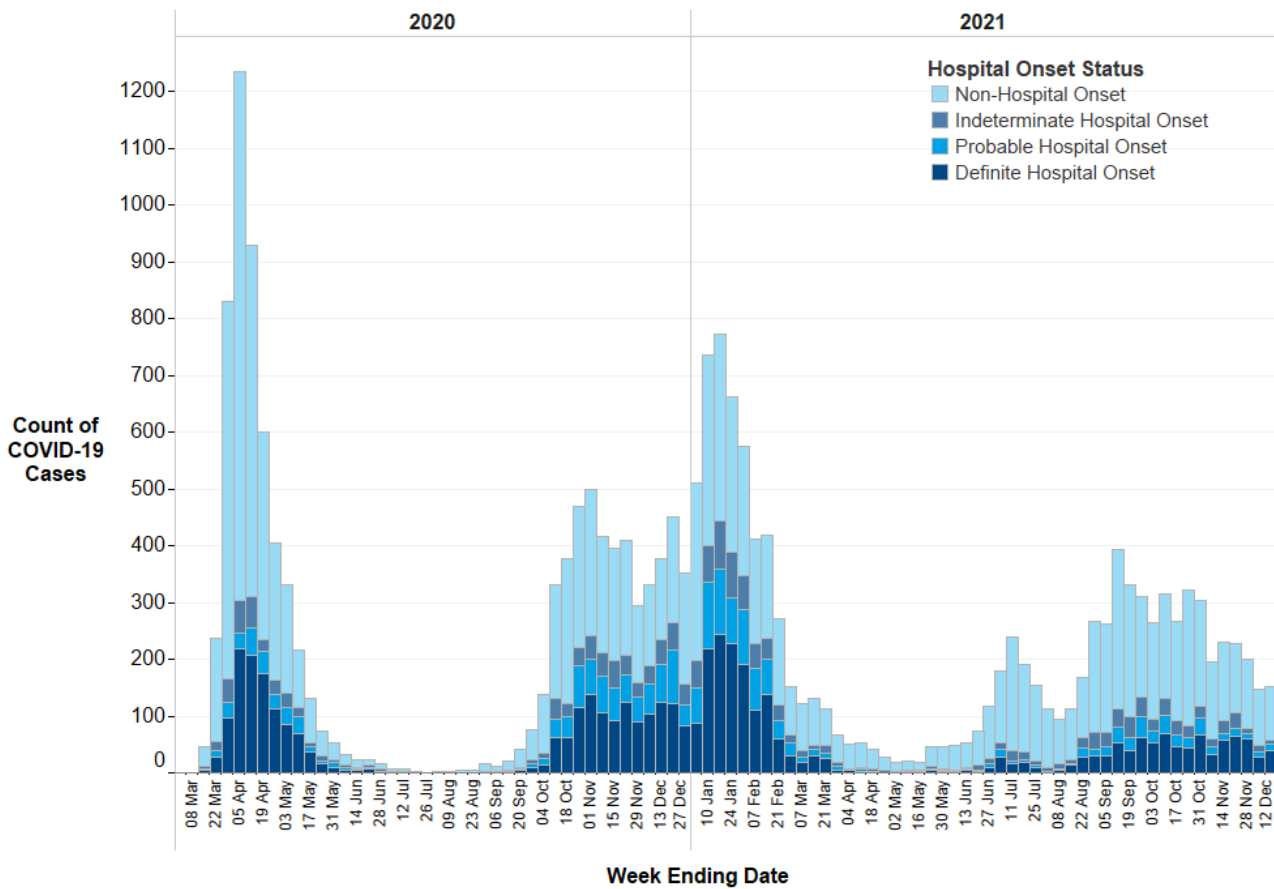 2020
2021
Hospital Onset Status
Non-Hospital Onset
Indeterminate Hospital Onset
Probable Hospital Onset
Definite Hospital Onset
1200
1100
1000
900
800
700
600
500
400
300
200
100
0
Count of
COVID-19
Cases
08 Mar
22 Mar
05 Apr
19 Apr
03 May
17 May
31 May
14 Jun
28 Jun
12 Jul
26 Jul
09 Aug
23 Aug
06 Sep
20 Sep
04 Oct
18 Oct
01 Nov
15 Nov
29 Nov
13 Dec
27 Dec
10 Jan
24 Jan
07 Feb
21 Feb
07 Mar
21 Mar
04 Apr
18 Apr
02 May
16 May
30 May
13 Jun
27 Jun
11 Jul
25 Jul
08 Aug
22 Aug
05 Sep
19 Sep
03 Oct
17 Oct
31 Oct
14 Nov
28 Nov
12 Dec
Week Ending Date